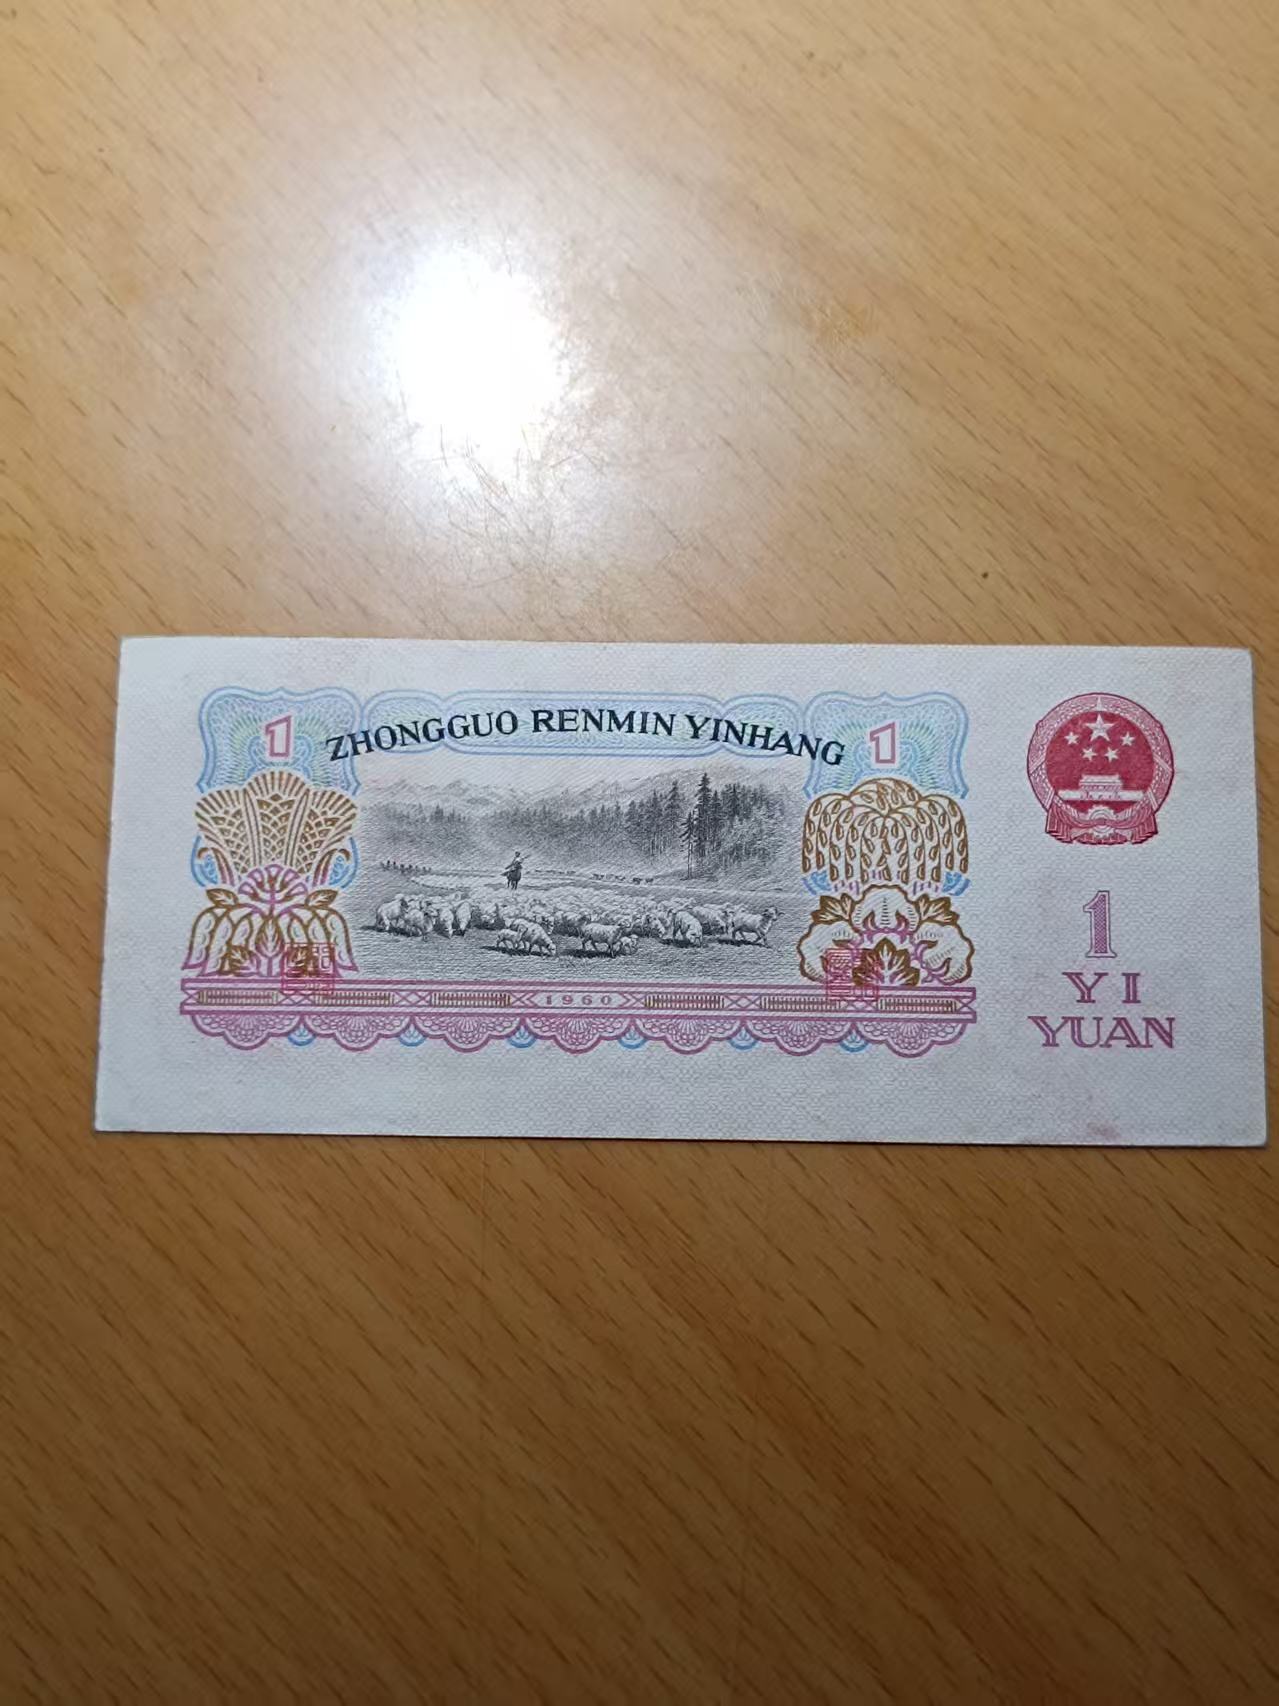 1 ZHONGGUO RENMIN YINHANG 1
1960
1
YI
YUAN